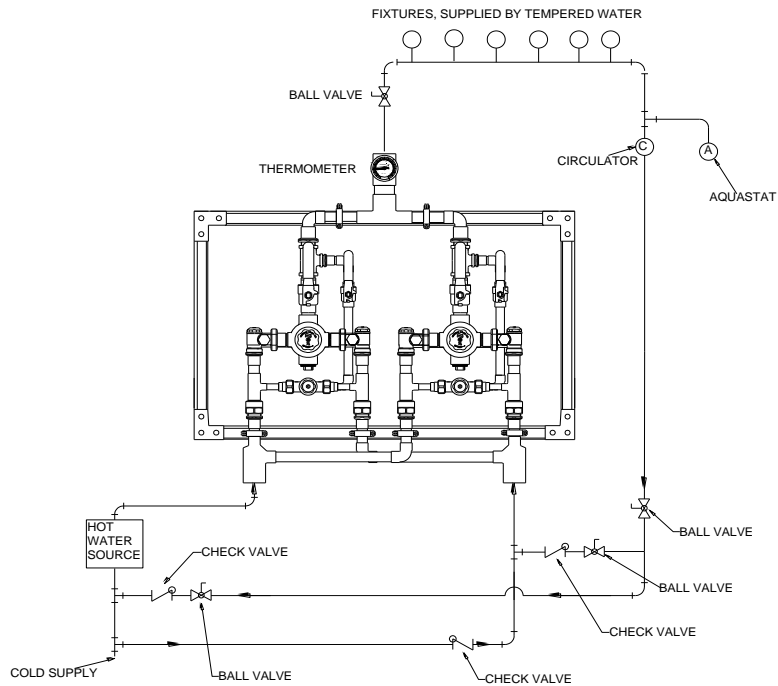 FIXTURES, SUPPLIED BY TEMPERED WATER
BALL VALVE
THERMOMETER
CIRCULATOR
C
A
AQUASTAT
HOT
WATER
SOURCE
CHECK VALVE
BALL VALVE
BALL VALVE
CHECK VALVE
COLD SUPPLY
BALL VALVE
CHECK VALVE